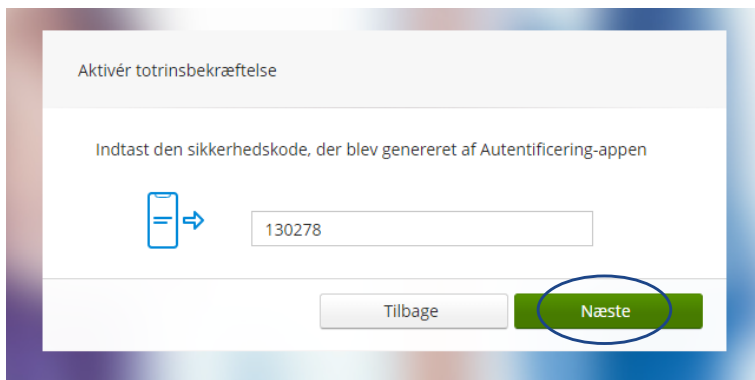 Aktivér totrinsbekræftelse
Indtast den sikkerhedskode, der blev genereret af Autentificering-appen
130278
Tilbage
Næste